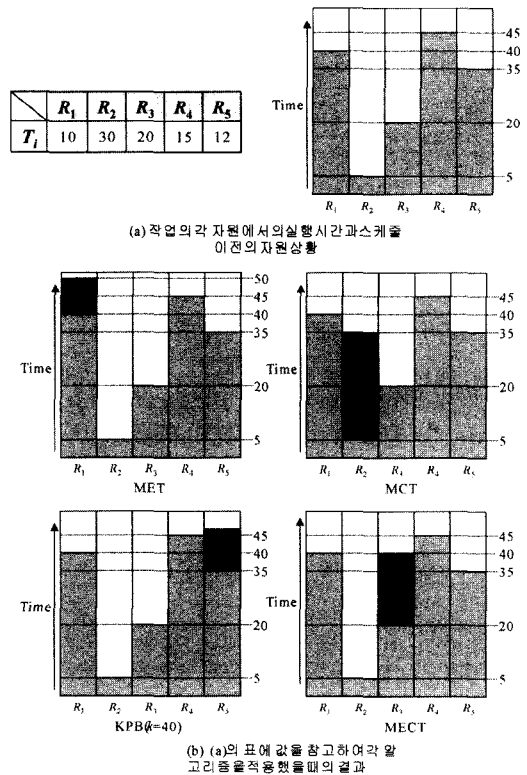 45
40
35
Time
20
5
R₁ R₂ R₃ R₄ R₅
R₁ R₂ R₃ R₄ R₅
Tᵢ 10 30 20 15 12
(a) 작업의각 자원에서의실행시간과스케줄
이전의자원상황
50
45
40
35
Time
20
5
R₁ R₂ R₃ R₄ R₅
MET
45
40
35
Time
20
5
R₁ R₂ R₃ R₄ R₅
MCT
45
40
35
Time
20
5
R₁ R₂ R₃ R₄ R₅
KPB(k=40)
45
40
35
Time
20
5
R₁ R₂ R₃ R₄ R₅
MECT
(b) (a)의 표에 값을 참고하여각 알
고리즘을적용했을때의 결과